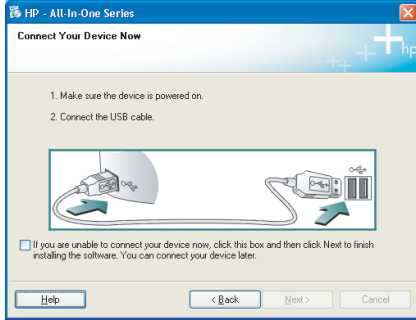 HP - All-In-One Series
Connect Your Device Now
hp
1. Make sure the device is powered on.
2. Connect the USB cable.
If you are unable to connect your device now, click this box and then click Next to finish
installing the software. You can connect your device later.
Help
< Back
Next >
Cancel